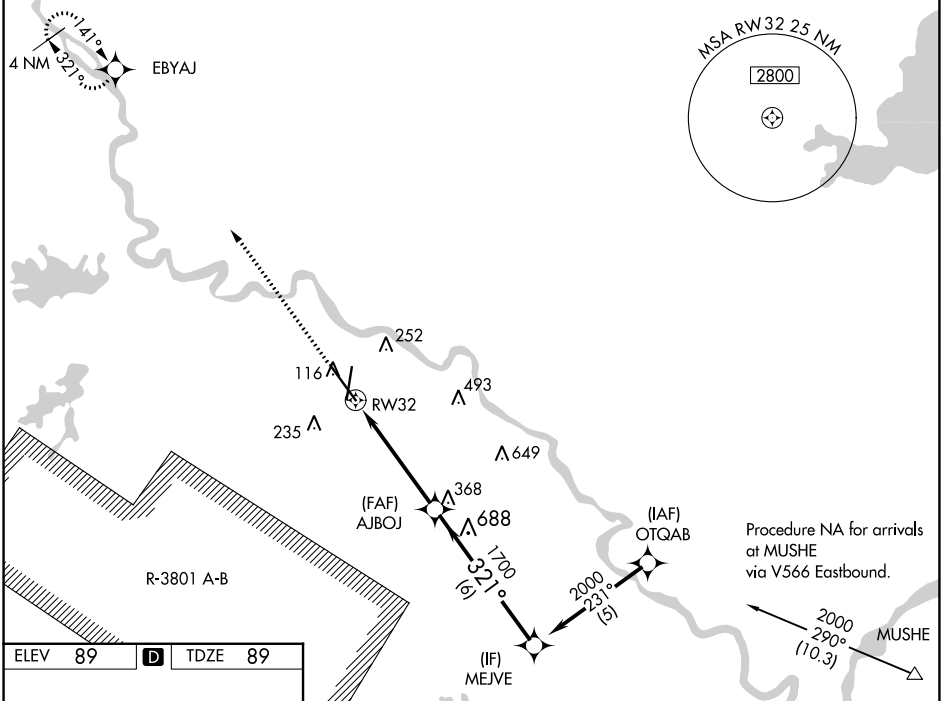 141°
321°
4 NM
EBYAJ
MSA RW32 25 NM
2800
252
116
493
RW32
235
649
(FAF)
AJBOJ
368
688
1700
321°
(6)
(IAF)
OTQAB
2000
231°
(5)
(IF)
MEJVE
Procedure NA for arrivals
at MUSHE
via V566 Eastbound.
2000
290°
(10.3)
MUSHE
R-3801 A-B
ELEV 89 D TDZE 89